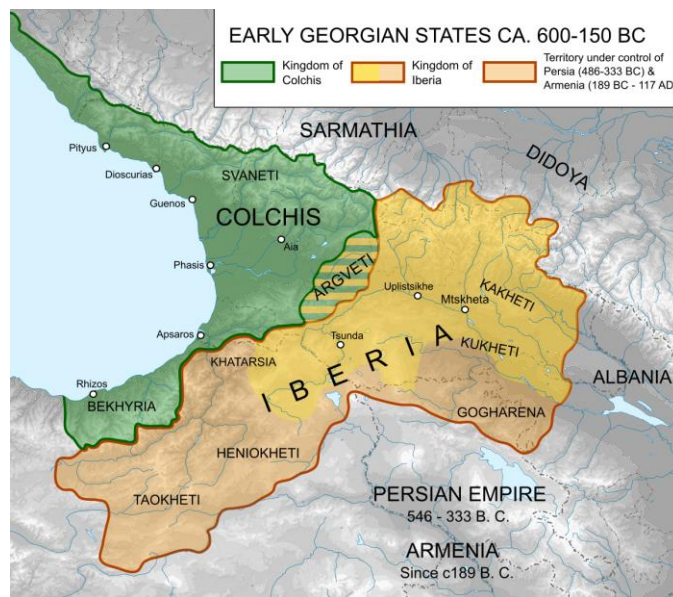 EARLY GEORGIAN STATES CA. 600-150 BC
Kingdom of
Colchis
Kingdom of
Iberia
Territory under control of
Persia (486-333 BC) &
Armenia (189 BC - 117 AD
SARMATHIA
DIDOYA
Pityus
Dioscurias
SVANETI
Guenos
COLCHIS
Aia
Phasis
ARGVETI
Uplistsikhe
KAKHETI
Mtskheta
Apsaros
Tsunda
KUKHETI
KHATARSIA
IBERIA
ALBANIA
Rhizos
BEKHYRIA
GOGHARENA
HENIOKHETI
TAOKHETI
PERSIAN EMPIRE
546 - 333 B. C.
ARMENIA
Since c189 B. C.